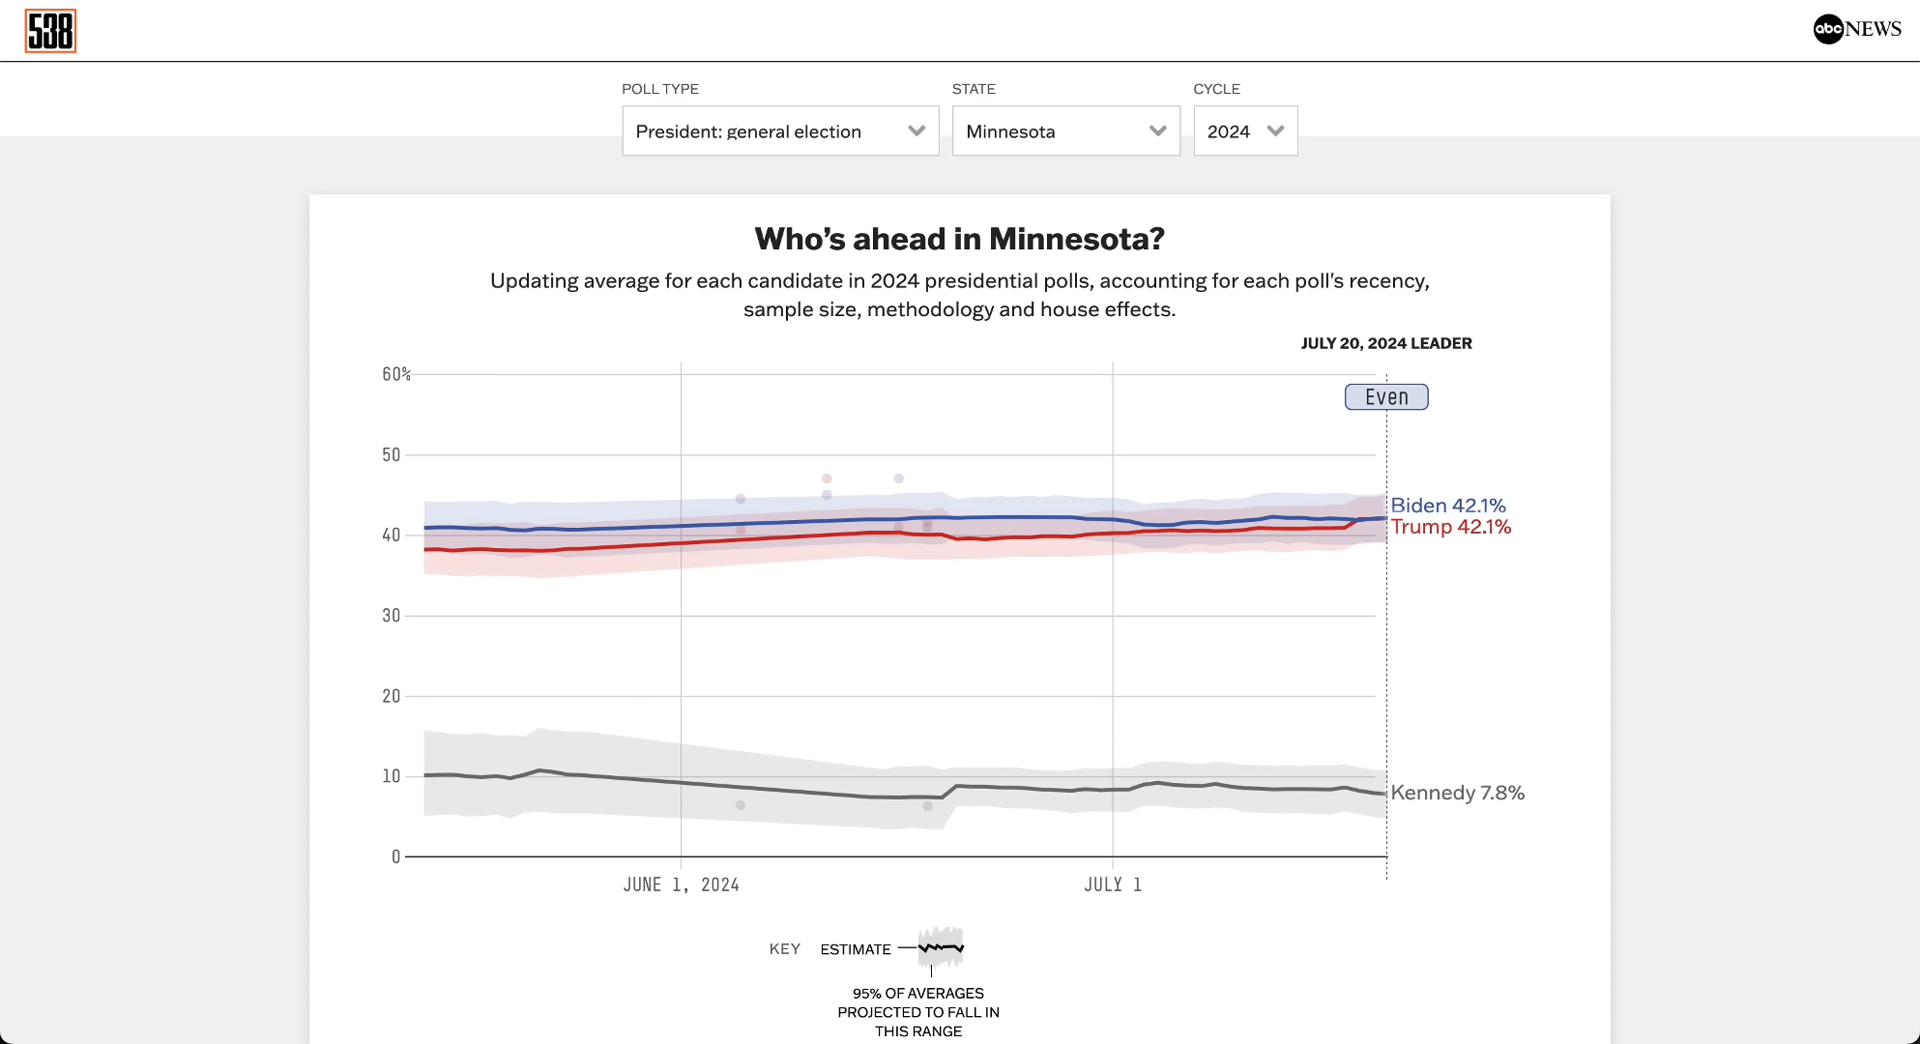 538
abc NEWS
POLL TYPE
STATE
CYCLE
President: general election
Minnesota
2024
Who's ahead in Minnesota?
Updating average for each candidate in 2024 presidential polls, accounting for each poll's recency,
sample size, methodology and house effects.
JULY 20, 2024 LEADER
60%
Even
50
Biden 42.1%
Trump 42.1%
40
30
20
10
Kennedy 7.8%
0
JUNE 1, 2024
JULY 1
KEY
ESTIMATE
95% OF AVERAGES
PROJECTED TO FALL IN
THIS RANGE